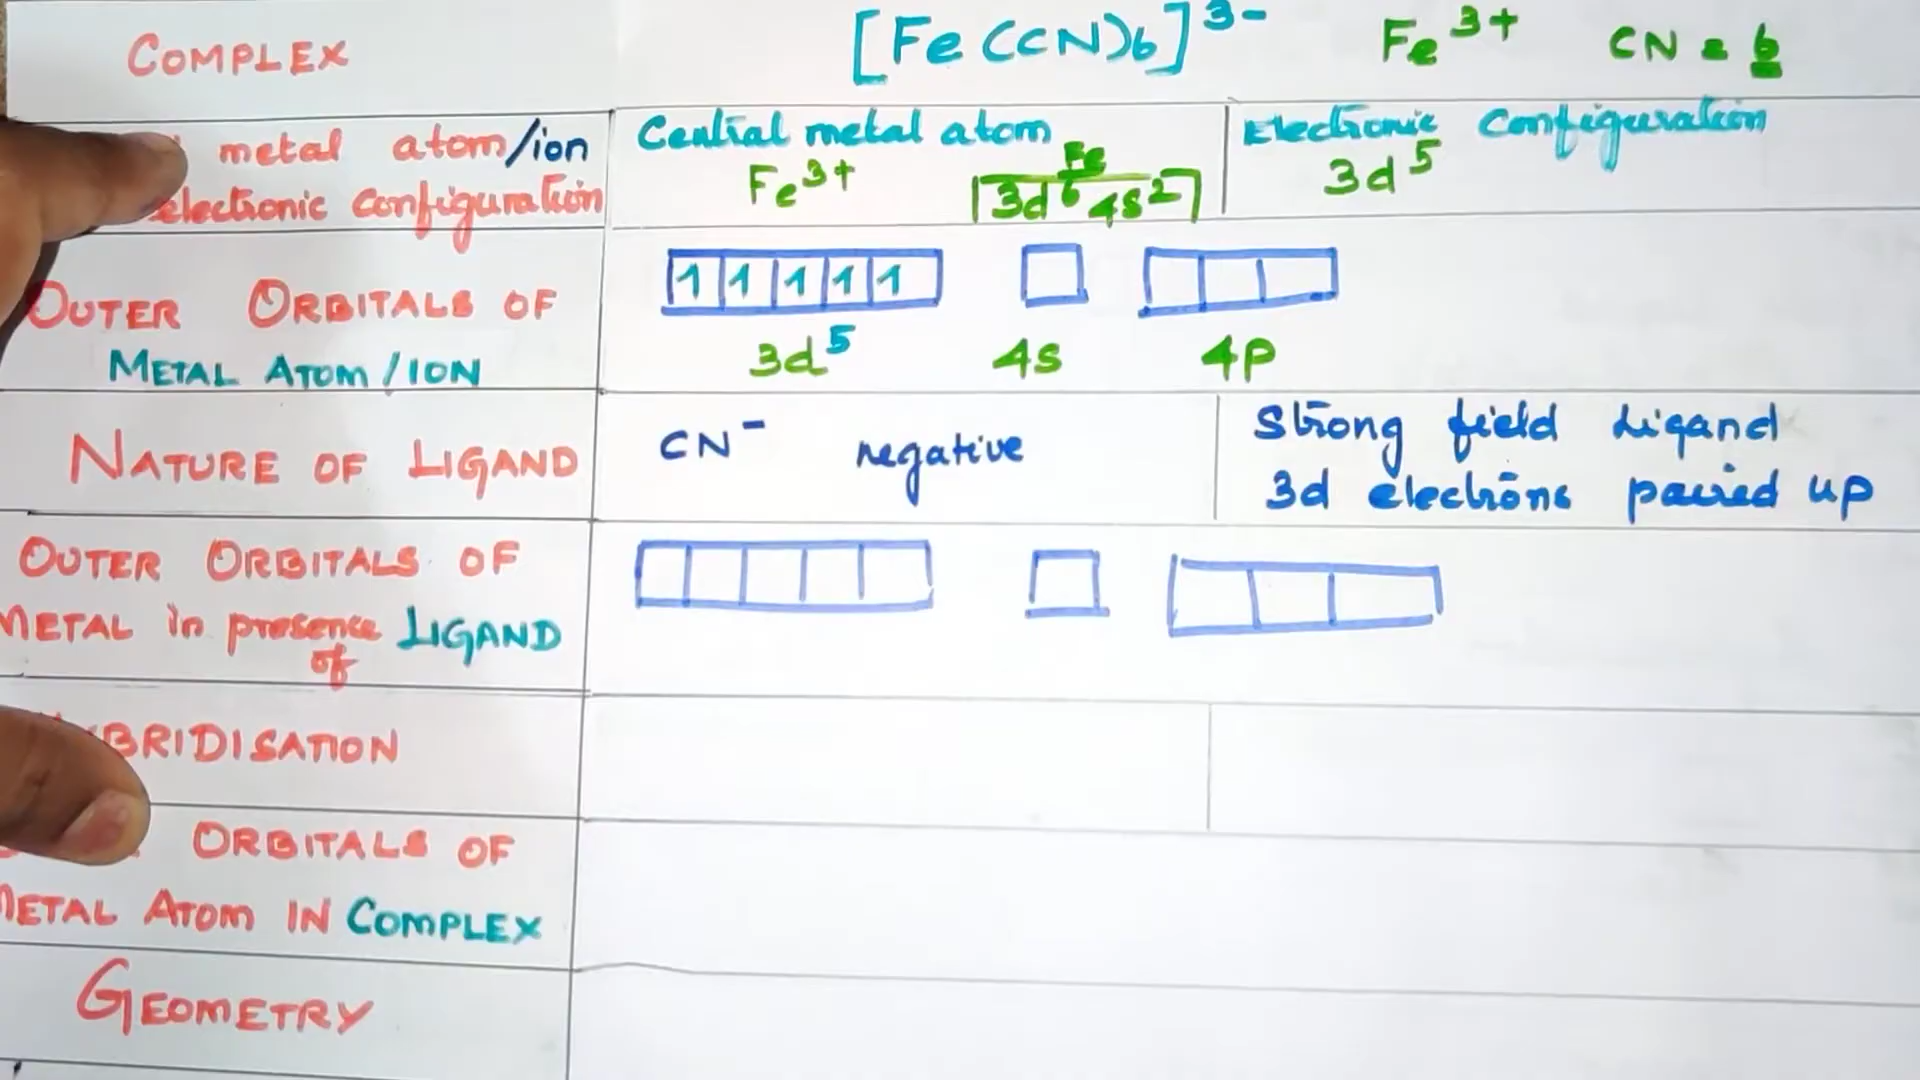 COMPLEX
[Fe(CN)6]3-
Fe3+
CN = 6
metal atom/ion
electronic configuration
Central metal atom
Fe3+
Fe
3d6 4s2
Electronic Configuration
3d5
OUTER ORBITALS OF
METAL ATOM/ION
1 1 1 1 1
3d5
4s
4p
NATURE OF LIGAND
CN-
negative
Strong field Ligand
3d electrons paired up
OUTER ORBITALS OF
METAL in presence of LIGAND
BRIDISATION
ORBITALS OF
METAL ATOM IN COMPLEX
GEOMETRY